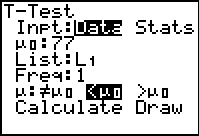 T-Test
Inpt:Data Stats
μ₀:77
List:L₁
Freq:1
μ:≠μ₀ <μ₀ >μ₀
Calculate Draw